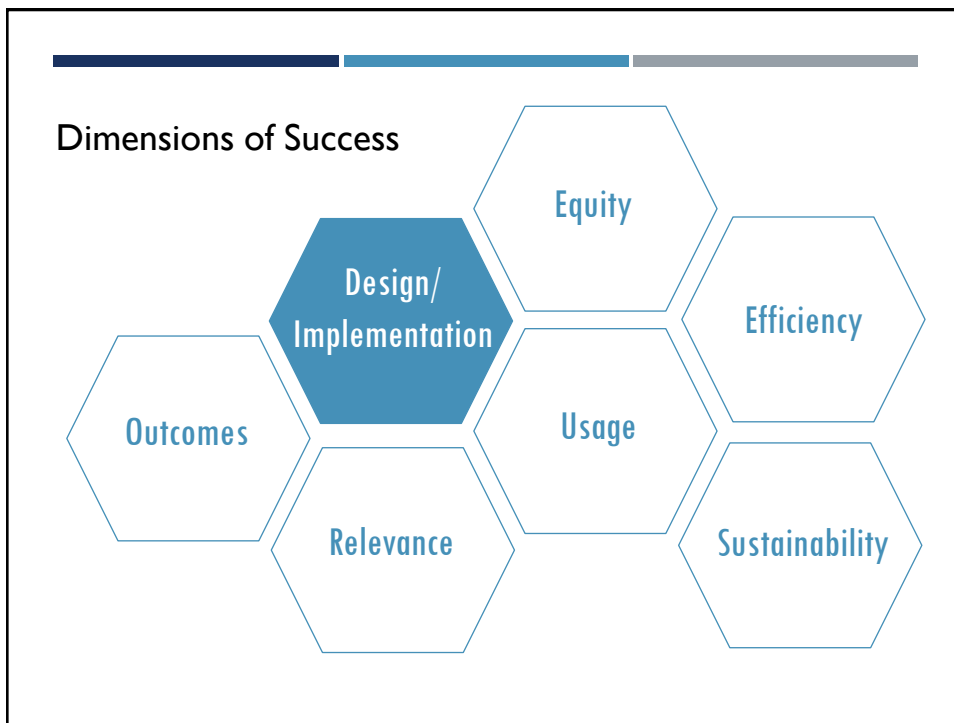 Dimensions of Success
Equity
Design/
Implementation
Efficiency
Outcomes
Usage
Relevance
Sustainability